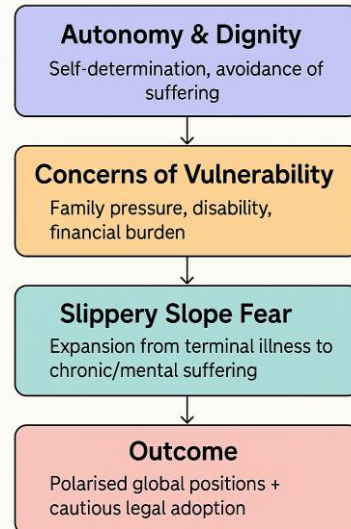 Autonomy & Dignity
Self-determination, avoidance of
suffering
Concerns of Vulnerability
Family pressure, disability,
financial burden
Slippery Slope Fear
Expansion from terminal illness to
chronic/mental suffering
Outcome
Polarised global positions +
cautious legal adoption